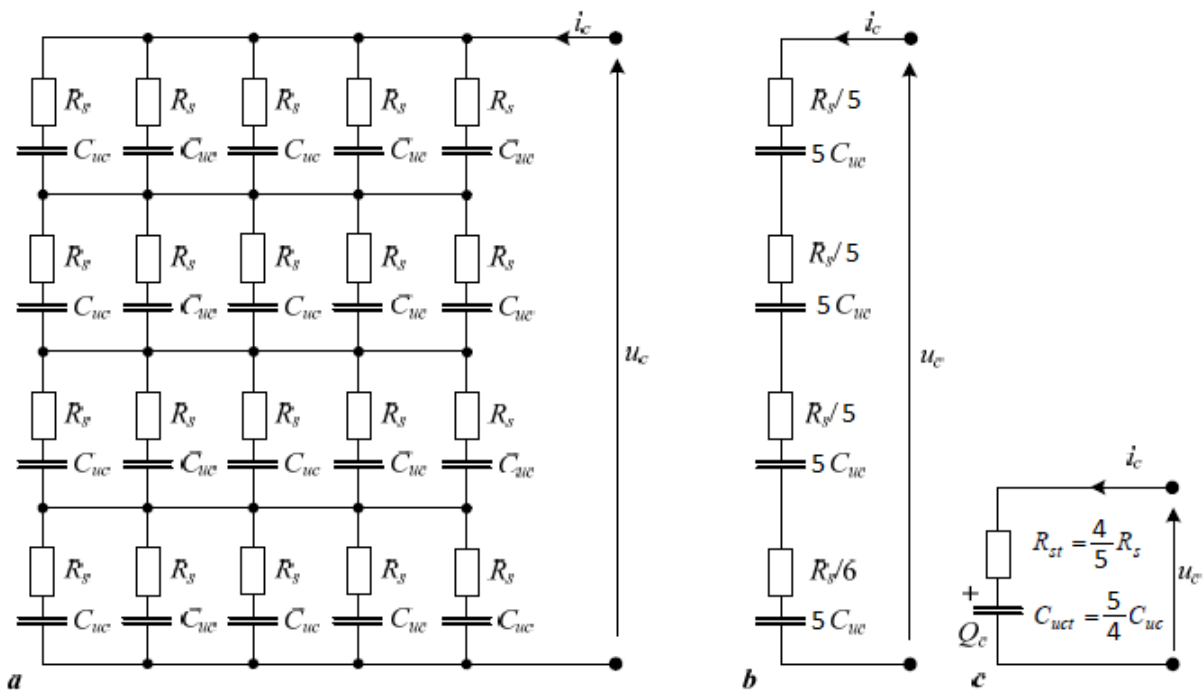 i_c
R_s R_s R_s R_s R_s
C_uc C_uc C_uc C_uc C_uc
R_s R_s R_s R_s R_s
C_uc C_uc C_uc C_uc C_uc
u_c
R_s R_s R_s R_s R_s
C_uc C_uc C_uc C_uc C_uc
R_s R_s R_s R_s R_s
C_uc C_uc C_uc C_uc C_uc
a
i_c
R_s/5
5 C_uc
R_s/5
5 C_uc
u_c
R_s/5
5 C_uc
R_s/6
5 C_uc
b
i_c
R_st = 4/5 R_s
u_c
+
C_uct = 5/4 C_uc
Q_c
c